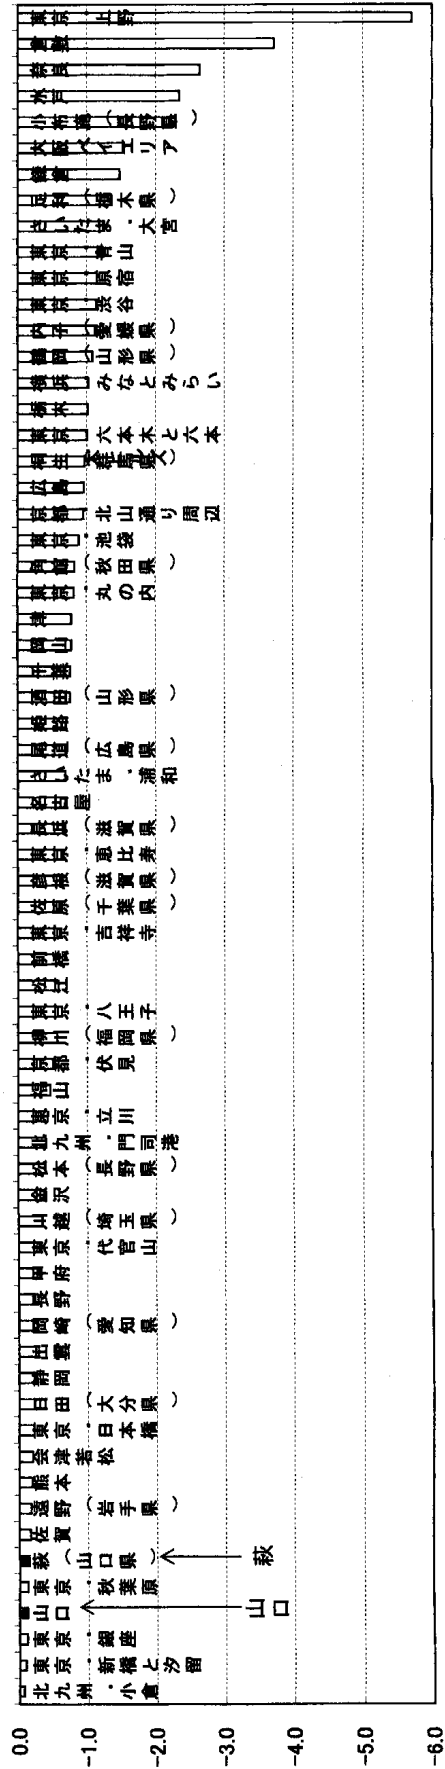 東京・上野
倉敷
奈良
水戸
小布施(長野県)
大阪ベイエリア
鎌倉
足利(栃木県)
さいたま・大宮
東京・青山
東京・原宿
東京・渋谷
内子(愛媛県)
鶴岡(山形県)
横浜みなとみらい
栃木
東京・六本木と六本
桐生(群馬県)
広島
京都・北山通り周辺
東京・池袋
角館(秋田県)
東京・丸の内
津
岡山
千葉
酒田(山形県)
姫路
尾道(広島県)
さいたま・浦和
名古屋
長浜(滋賀県)
東京・恵比寿
彦根(滋賀県)
佐原(千葉県)
東京・吉祥寺
前橋
松江
東京・八王子
柳川(福岡県)
京都・伏見
福山
東京・立川
北九州・門司港
松本(長野県)
金沢
川越(埼玉県)
東京・代官山
甲府
長野
岡崎(愛知県)
出雲
静岡
日田(大分県)
東京・日本橋
会津若松
熊本
遠野(岩手県)
佐賀
萩(山口県)
東京・秋葉原
山口
東京・銀座
東京・新橋と汐留
北九州・小倉
萩
山口
0.0
-1.0
-2.0
-3.0
-4.0
-5.0
-6.0